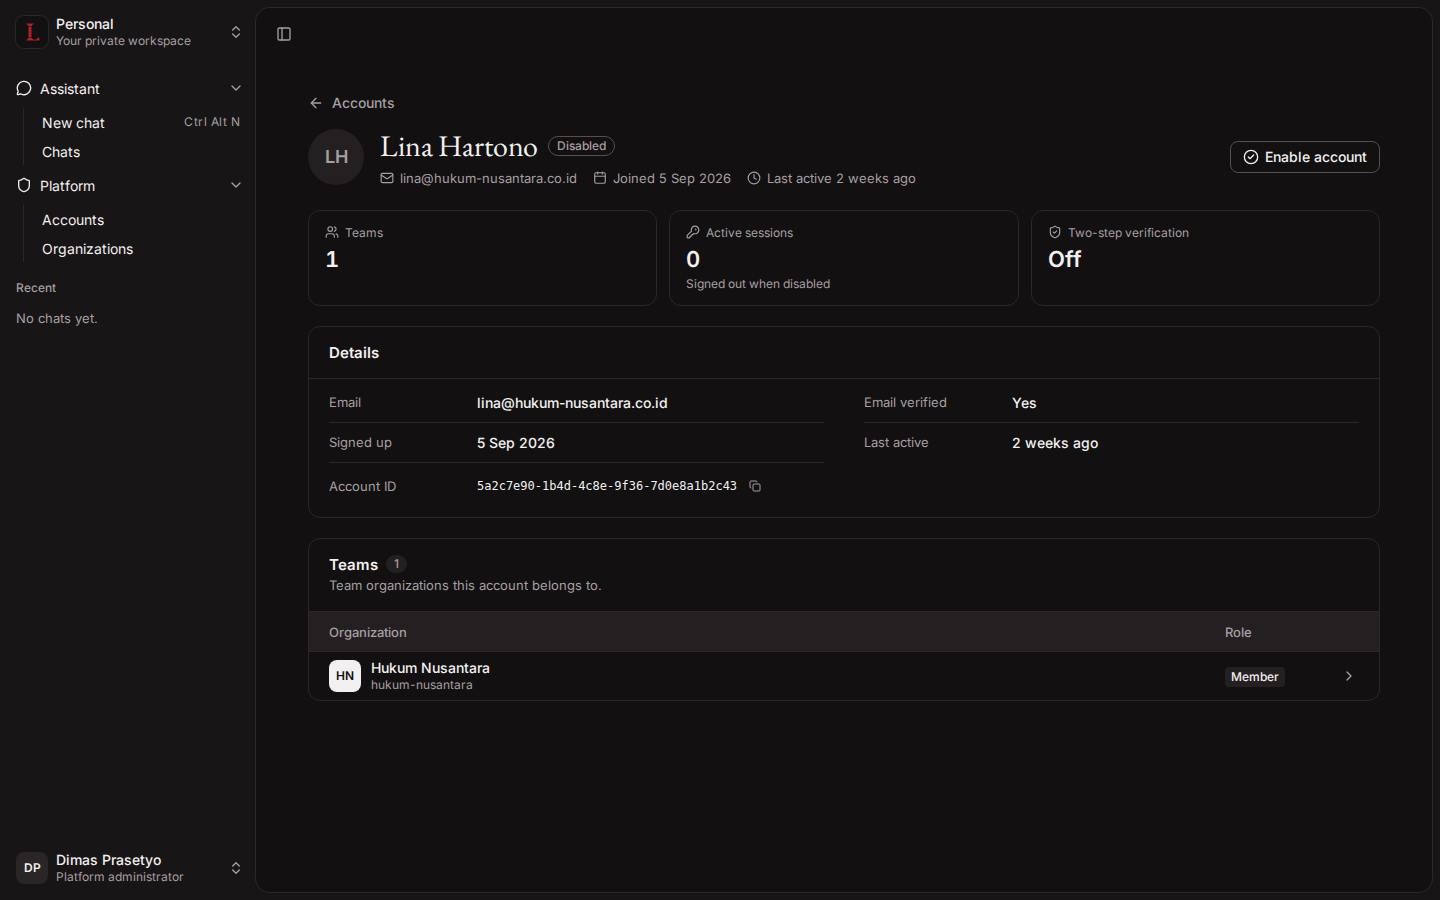 L
Personal
Your private workspace
Assistant
New chat
Ctrl Alt N
Chats
Platform
Accounts
Organizations
Recent
No chats yet.
DP
Dimas Prasetyo
Platform administrator
Accounts
LH
Lina Hartono
Disabled
lina@hukum-nusantara.co.id
Joined 5 Sep 2026
Last active 2 weeks ago
Enable account
Teams
1
Active sessions
0
Signed out when disabled
Two-step verification
Off
Details
Email
lina@hukum-nusantara.co.id
Email verified
Yes
Signed up
5 Sep 2026
Last active
2 weeks ago
Account ID
5a2c7e90-1b4d-4c8e-9f36-7d0e8a1b2c43
Teams
1
Team organizations this account belongs to.
Organization
Role
HN
Hukum Nusantara
hukum-nusantara
Member